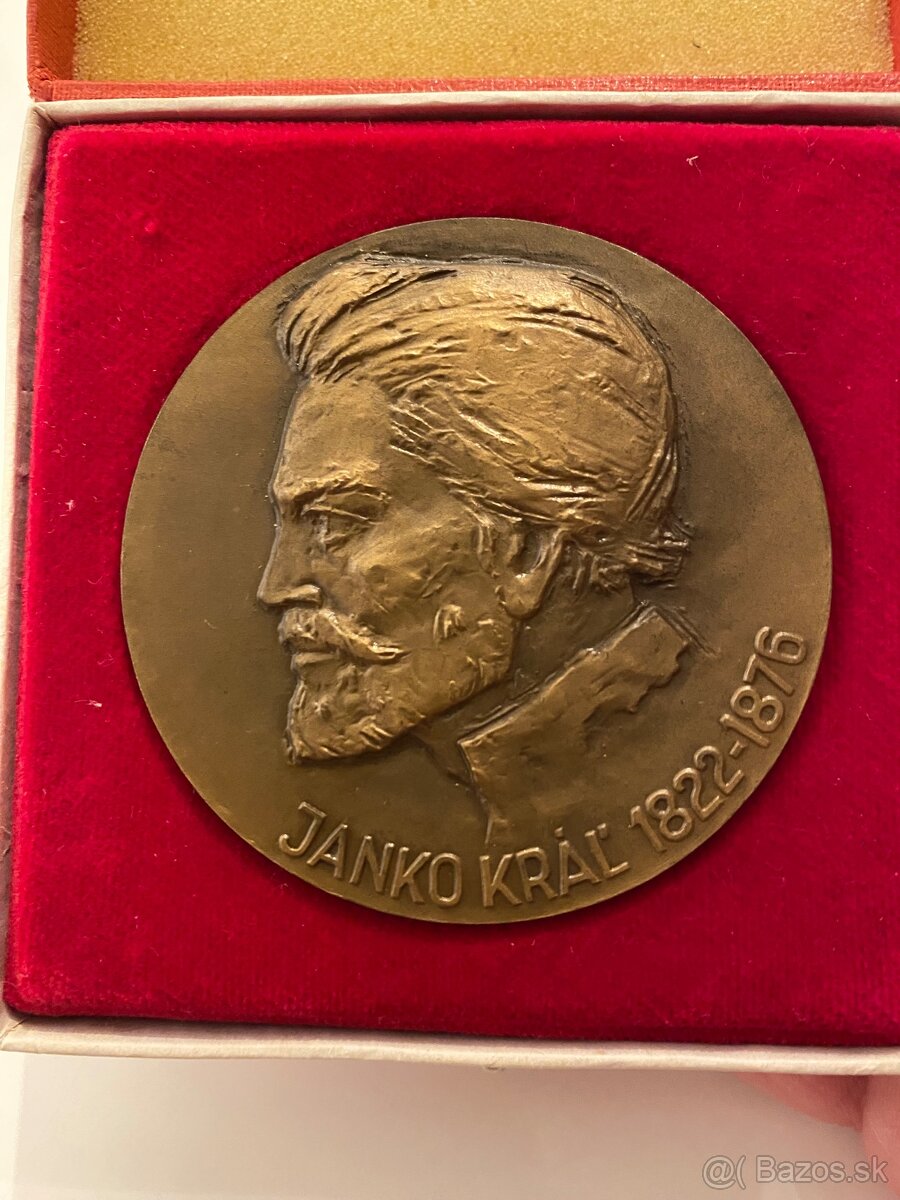 JANKO KRÁĽ 1822-1876
@( Bazos.sk